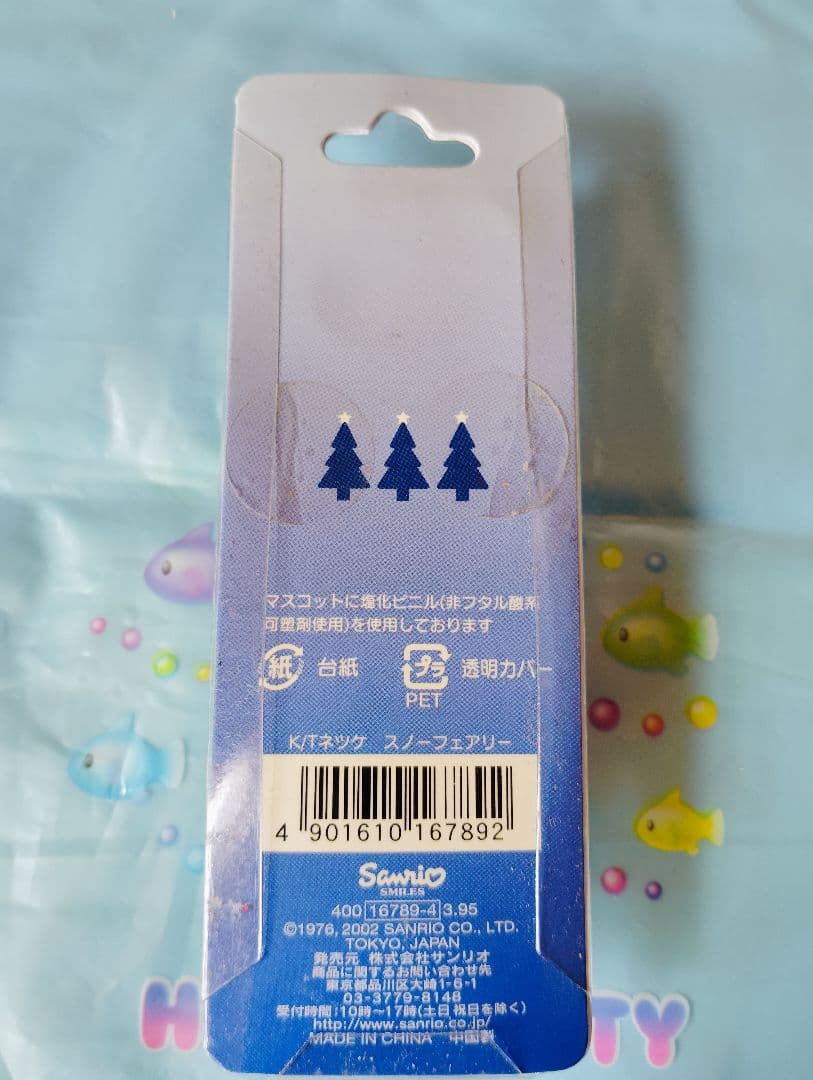 マスコットに塩化ビニル(非フタル酸系
可塑剤使用)を使用しております
紙 台紙 プラ 透明カバー
PET
K/Tネツケ スノーフェアリー
4 901610 167892
Sanrio
SMILES
400 16789-4 3.95
©1976, 2002 SANRIO CO., LTD.
TOKYO, JAPAN
発売元 株式会社サンリオ
商品に関するお問い合わせ先
東京都品川区大崎1-6-1
03-3779-8148
受付時間:10時〜17時(土日祝日を除く)
http://www.sanrio.co.jp/
MADE IN CHINA 中国製
H TY